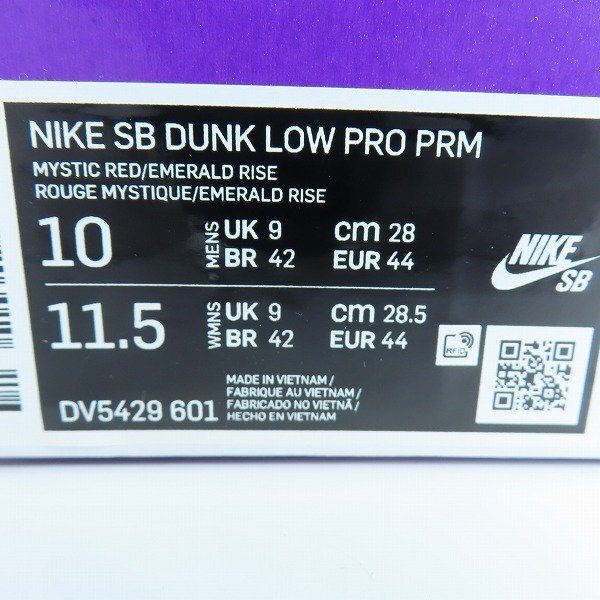 NIKE SB DUNK LOW PRO PRM
MYSTIC RED/EMERALD RISE
ROUGE MYSTIQUE/EMERALD RISE
10 MENS UK 9 cm 28
BR 42 EUR 44
11.5 WMNS UK 9 cm 28.5
BR 42 EUR 44
NIKE
SB
RFID
DV5429 601
MADE IN VIETNAM /
FABRIQUE AU VIETNAM /
FABRICADO NO VIETNÃ /
HECHO EN VIETNAM